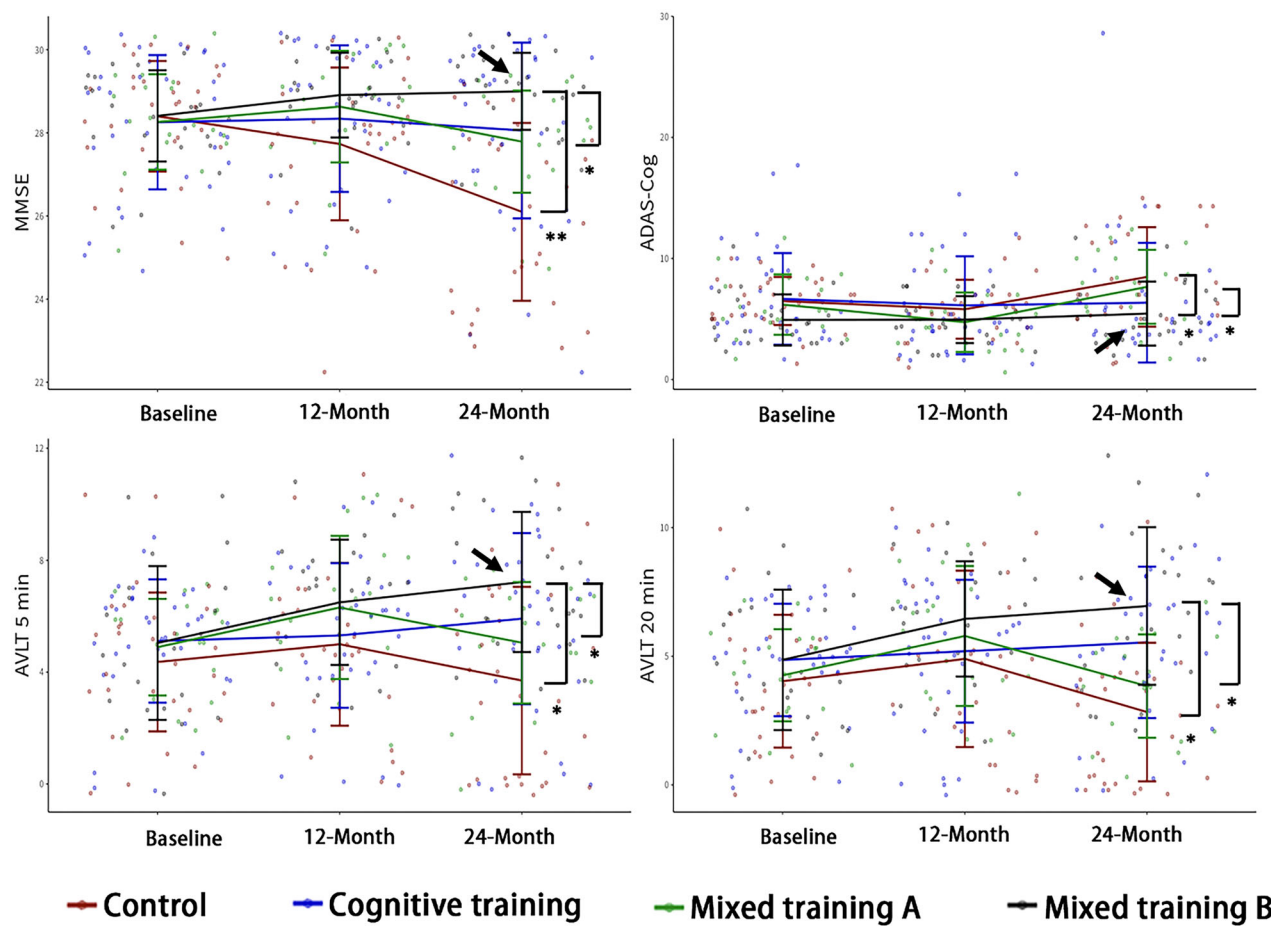 MMSE
30
28
26
24
22
**
*
Baseline
12-Month
24-Month
ADAS-Cog
30
20
10
0
*
*
Baseline
12-Month
24-Month
AVLT 5 min
12
8
4
0
*
*
Baseline
12-Month
24-Month
AVLT 20 min
10
5
0
*
*
Baseline
12-Month
24-Month
Control
Cognitive training
Mixed training A
Mixed training B